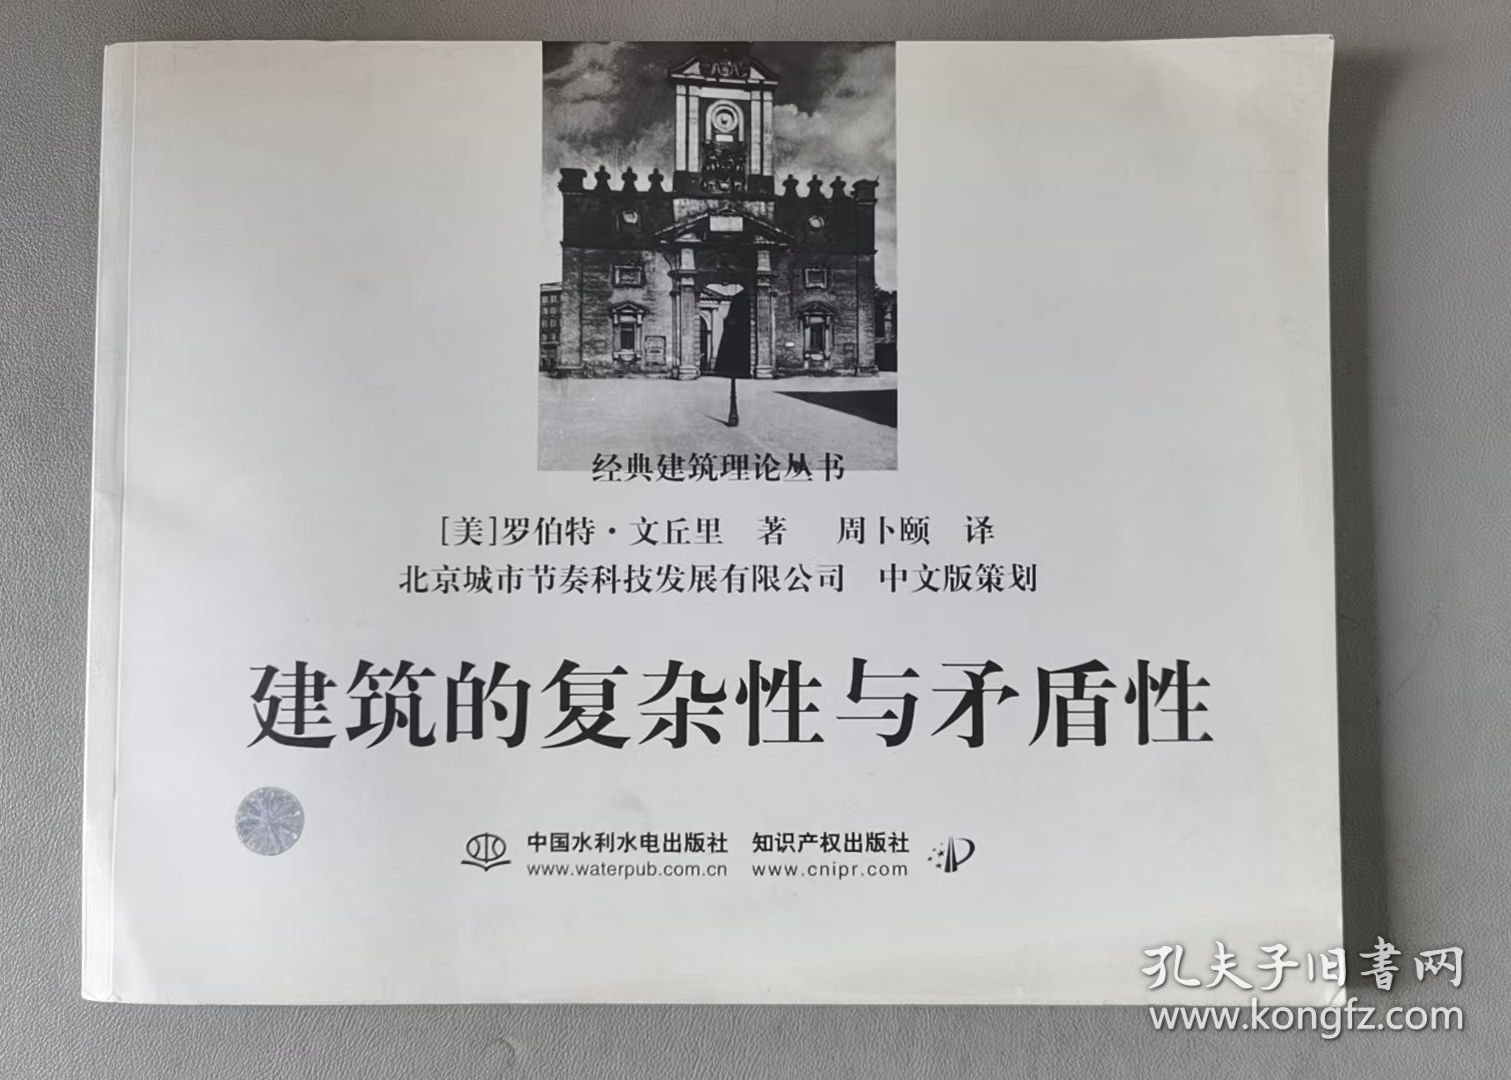 经典建筑理论丛书
[美]罗伯特·文丘里 著 周卜颐 译
北京城市节奏科技发展有限公司 中文版策划
建筑的复杂性与矛盾性
中国水利水电出版社 知识产权出版社
www.waterpub.com.cn www.cnipr.com
孔夫子旧書网
www.kongfz.com